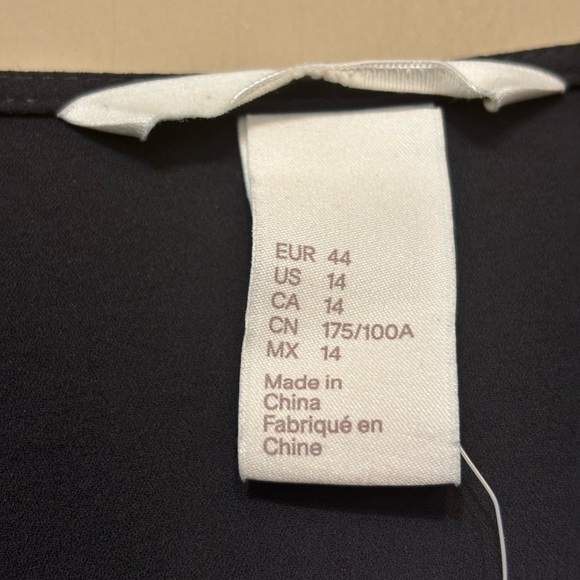 EUR 44
US 14
CA 14
CN 175/100A
MX 14
Made in
China
Fabriqué en
Chine